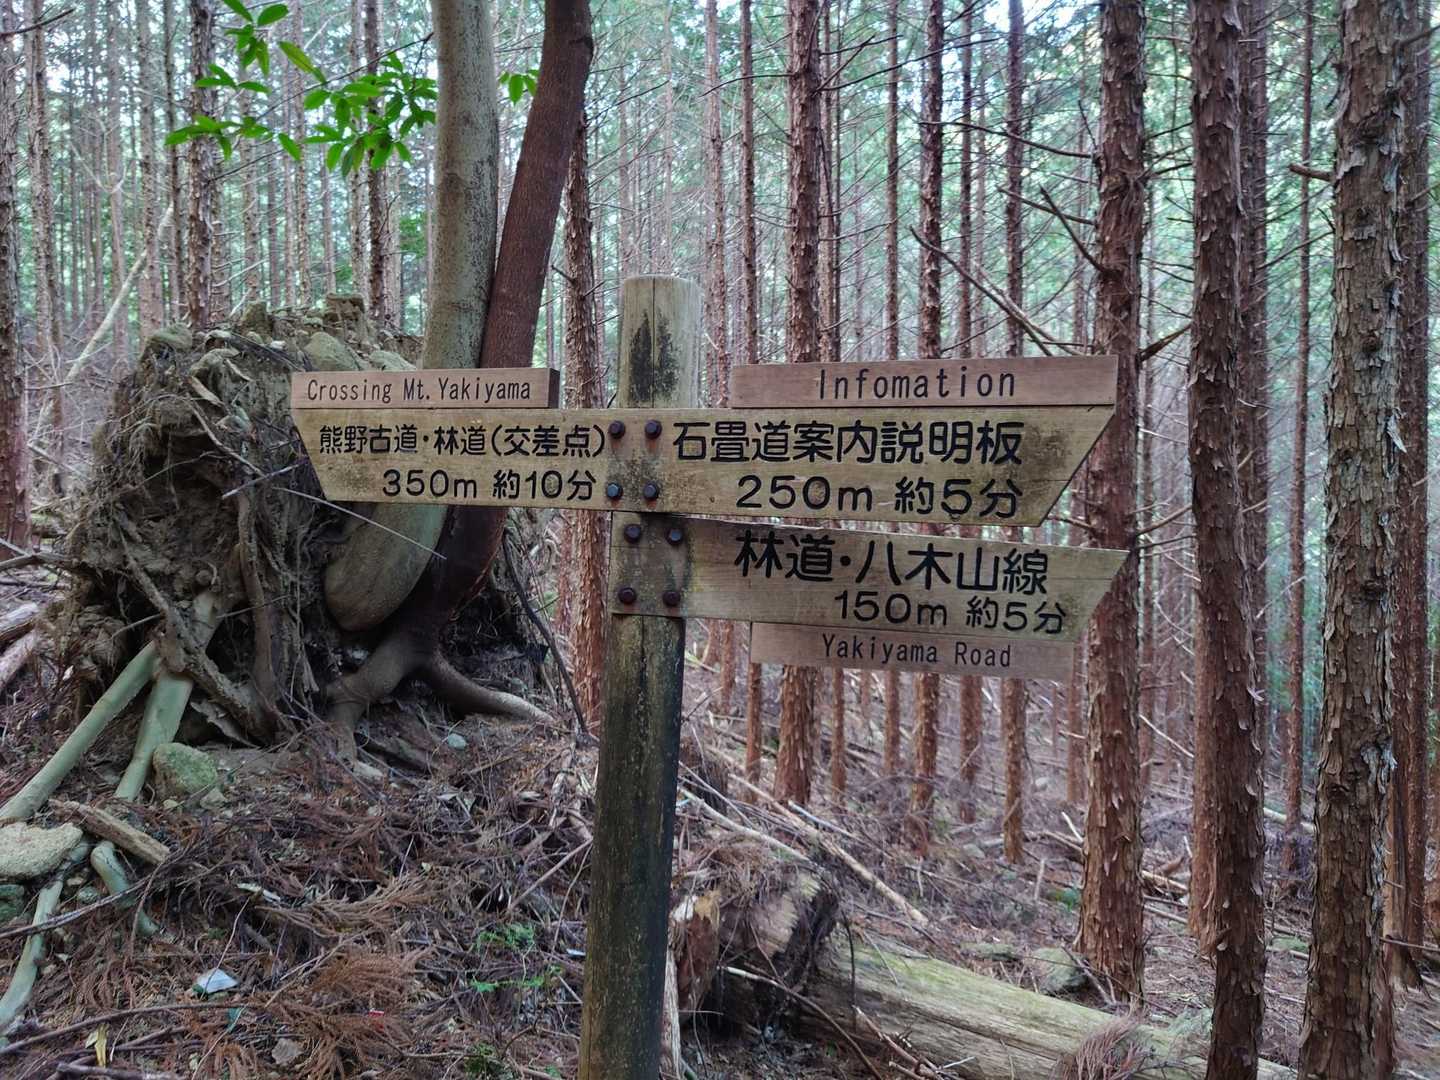 Crossing Mt. Yakiyama
熊野古道・林道(交差点)
350m 約10分
Infomation
石畳道案内説明板
250m 約5分
林道・八木山線
150m 約5分
Yakiyama Road